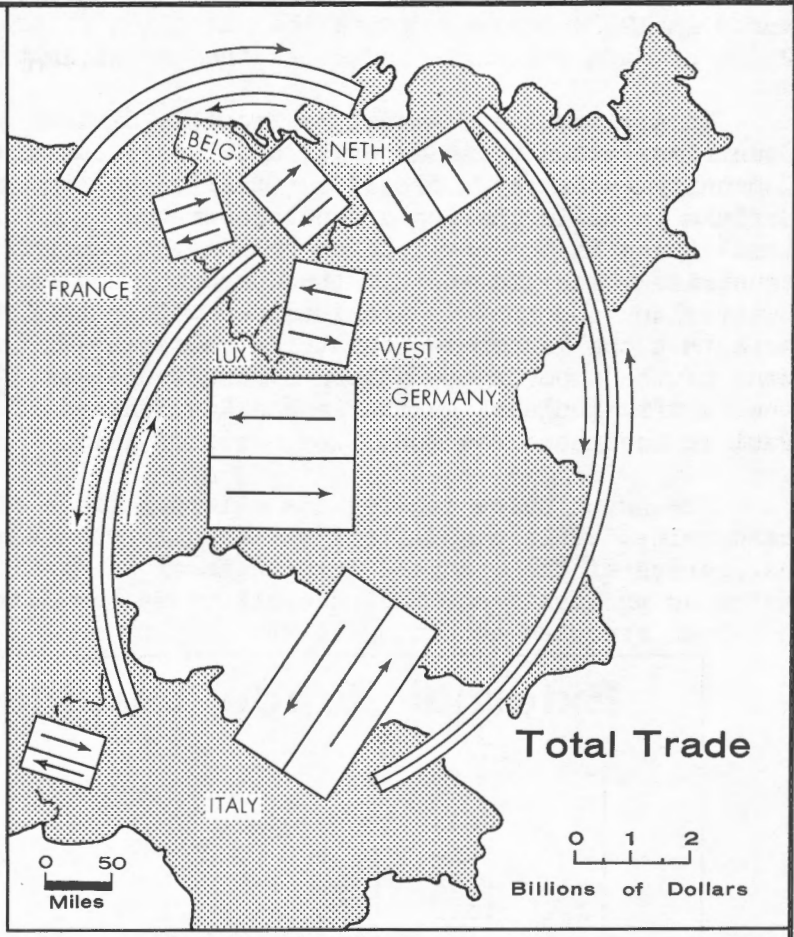 BELG
NETH
FRANCE
LUX
WEST
GERMANY
Total Trade
ITALY
0 50
Miles
0 1 2
Billions of Dollars